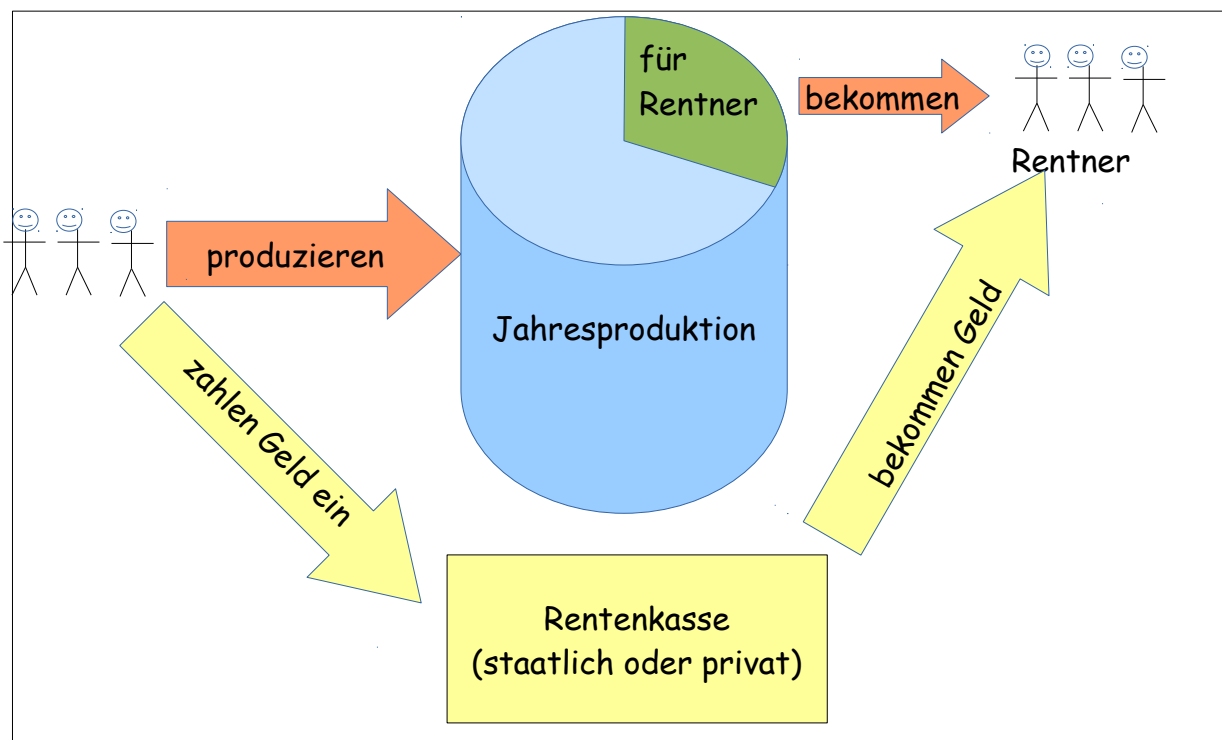 für
Rentner
bekommen
Rentner
produzieren
Jahresproduktion
zahlen Geld ein
bekommen Geld
Rentenkasse
(staatlich oder privat)